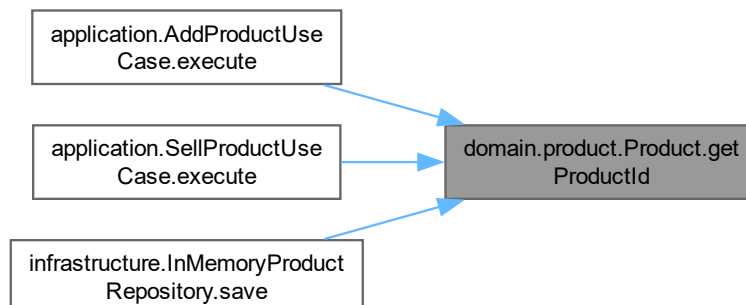 application.AddProductUse
Case.execute
application.SellProductUse
Case.execute
domain.product.Product.get
ProductId
infrastructure.InMemoryProduct
Repository.save